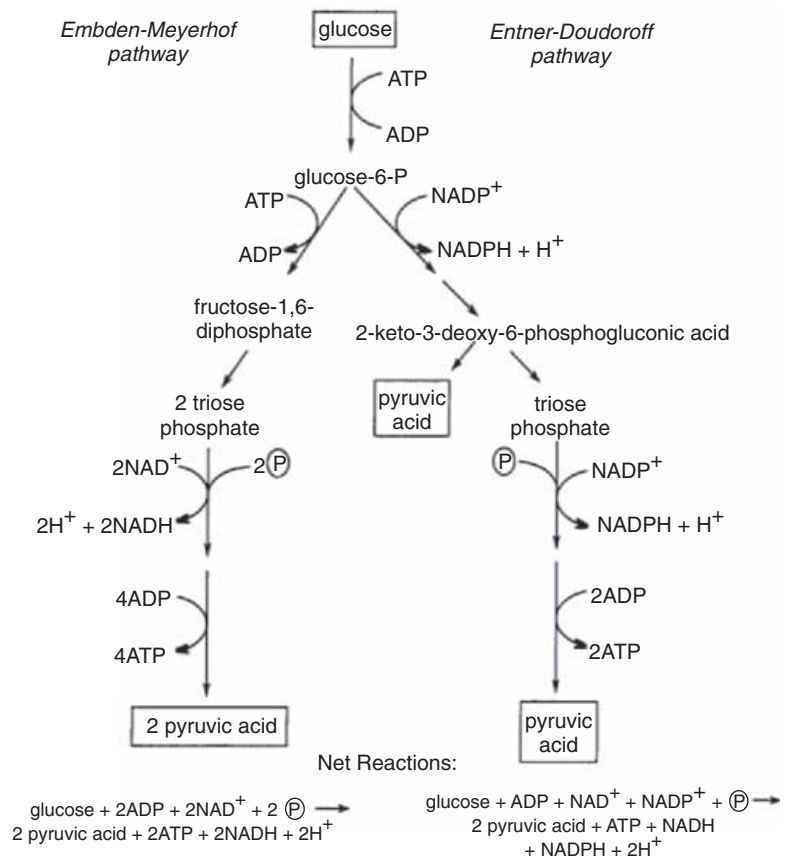 Embden-Meyerhof
pathway
glucose
Entner-Doudoroff
pathway
ATP
ADP
glucose-6-P
ATP
ADP
NADP+
NADPH + H+
fructose-1,6-
diphosphate
2-keto-3-deoxy-6-phosphogluconic acid
pyruvic
acid
2 triose
phosphate
triose
phosphate
2NAD+
2 P
2H+ + 2NADH
P
NADP+
NADPH + H+
4ADP
4ATP
2ADP
2ATP
2 pyruvic acid
pyruvic
acid
Net Reactions:
glucose + 2ADP + 2NAD+ + 2 P →
2 pyruvic acid + 2ATP + 2NADH + 2H+
glucose + ADP + NAD+ + NADP+ + P →
2 pyruvic acid + ATP + NADH
+ NADPH + 2H+